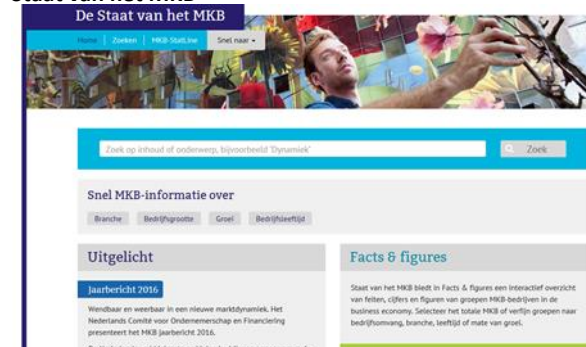 Staat van het MKB
De Staat van het MKB
Home Zoeken MKB-StatLine Snel naar
Zoek op inhoud of onderwerp, bijvoorbeeld 'Dynamiek'
Zoek
Snel MKB-informatie over
Branche Bedrijfsgrootte Groei Bedrijfsleeftijd
Uitgelicht
Jaarbericht 2016
Wendbaar en weerbaar in een nieuwe marktdynamiek. Het
Nederlands Comité voor Ondernemerschap en Financiering
presenteert het MKB Jaarbericht 2016.
Facts & figures
Staat van het MKB biedt in Facts & figures een interactief overzicht
van feiten, cijfers en figuren van groepen MKB-bedrijven in de
business economy. Selecteer het totale MKB of verfijn groepen naar
bedrijfsomvang, branche, leeftijd of mate van groei.